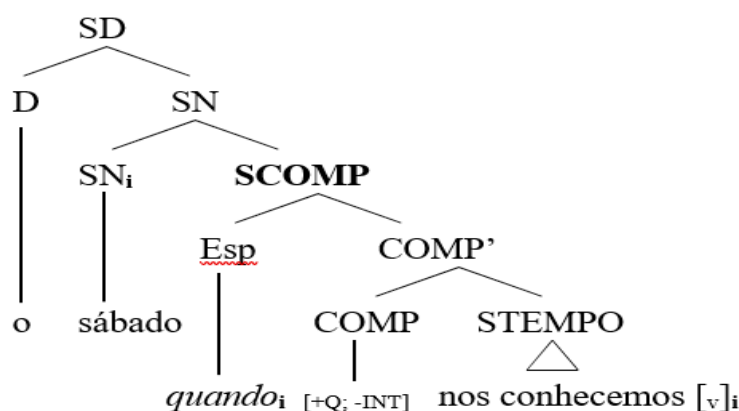 SD
D SN
SNi SCOMP
Esp COMP’
o sábado COMP STEMPO
quandoi [+Q; -INT] nos conhecemos [v]i